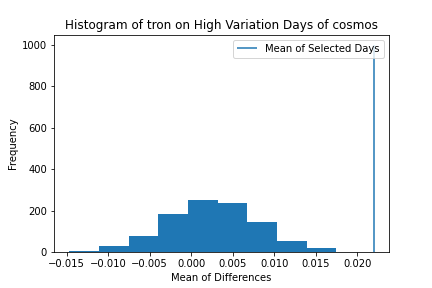 Histogram of tron on High Variation Days of cosmos
1000
800
600
400
200
0
Frequency
Mean of Selected Days
−0.015 −0.010 −0.005 0.000 0.005 0.010 0.015 0.020
Mean of Differences